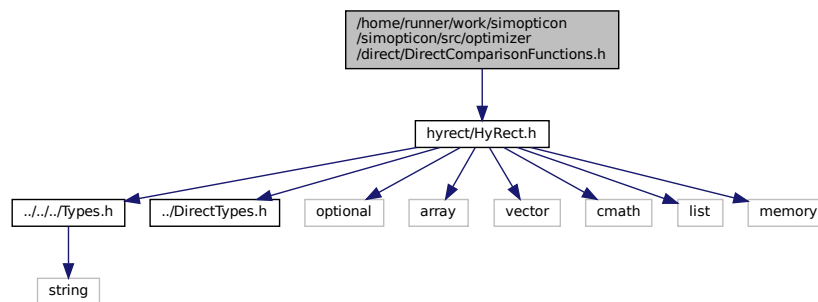 /home/runner/work/simopticon
/simopticon/src/optimizer
/direct/DirectComparisonFunctions.h
hyrect/HyRect.h
../../../Types.h
../DirectTypes.h
optional
array
vector
cmath
list
memory
string